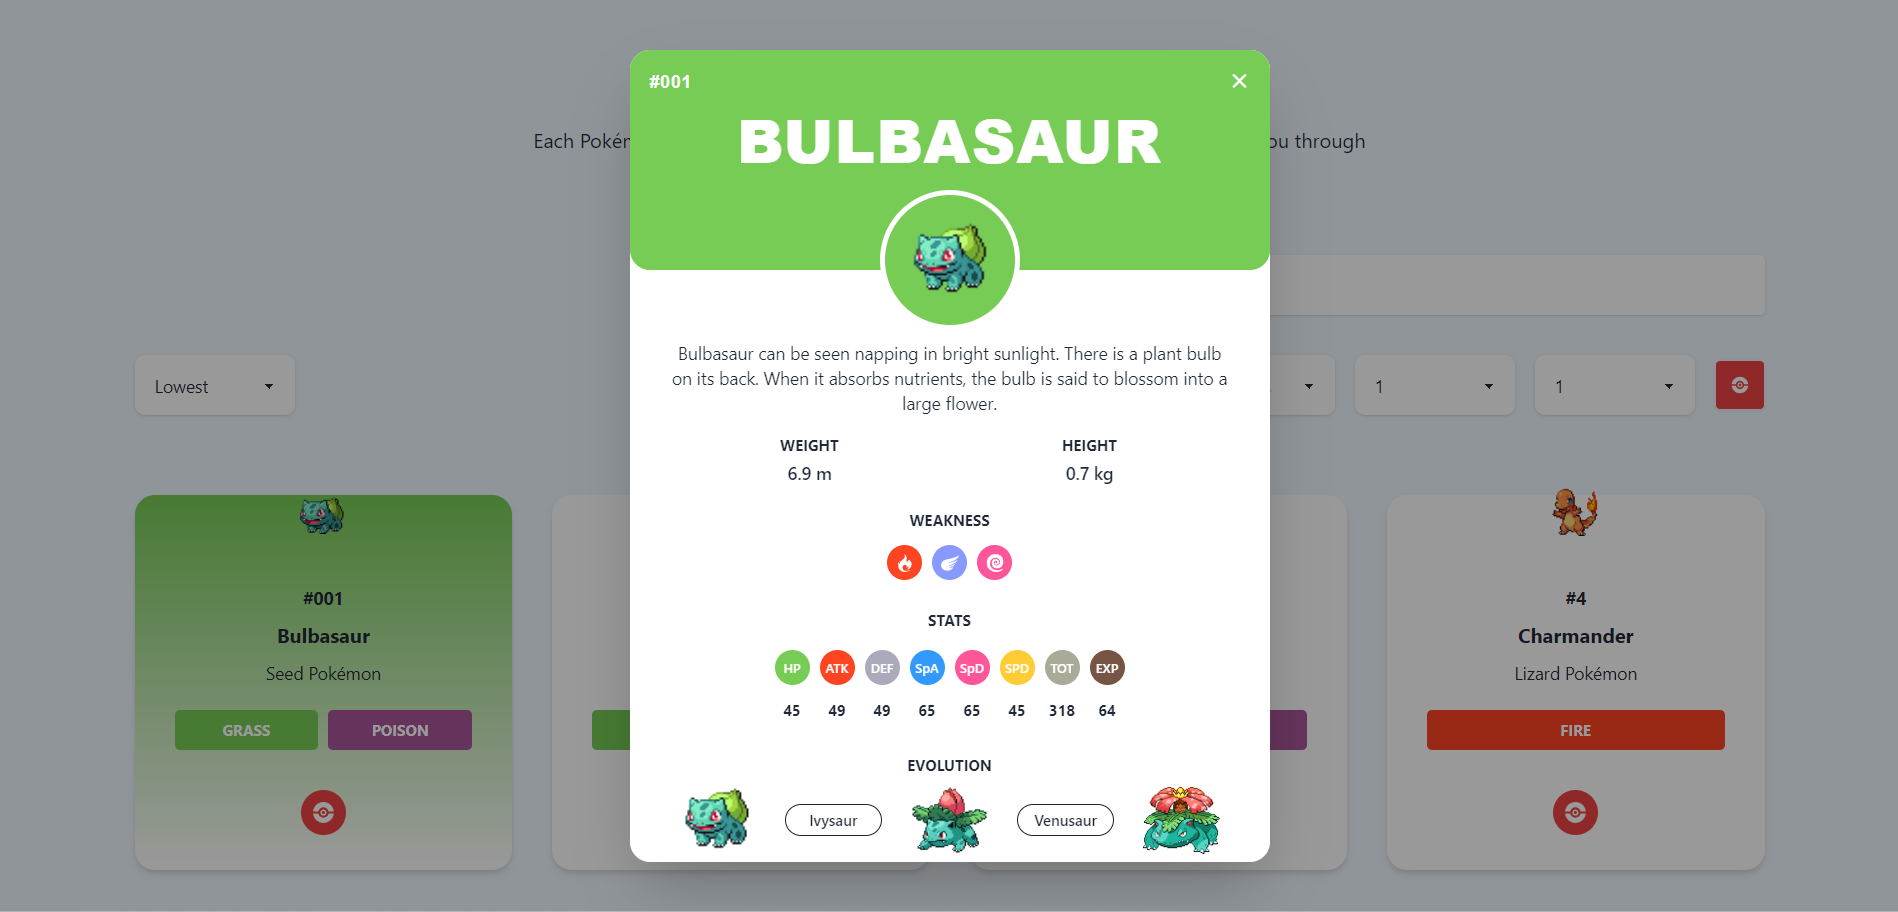 #001
BULBASAUR
Each Poké
ou through
Bulbasaur can be seen napping in bright sunlight. There is a plant bulb
on its back. When it absorbs nutrients, the bulb is said to blossom into a
large flower.
Lowest
1
1
WEIGHT
HEIGHT
6.9 m
0.7 kg
WEAKNESS
STATS
HP ATK DEF SpA SpD SPD TOT EXP
45 49 49 65 65 45 318 64
EVOLUTION
Ivysaur
Venusaur
#001
Bulbasaur
Seed Pokémon
GRASS
POISON
#4
Charmander
Lizard Pokémon
FIRE